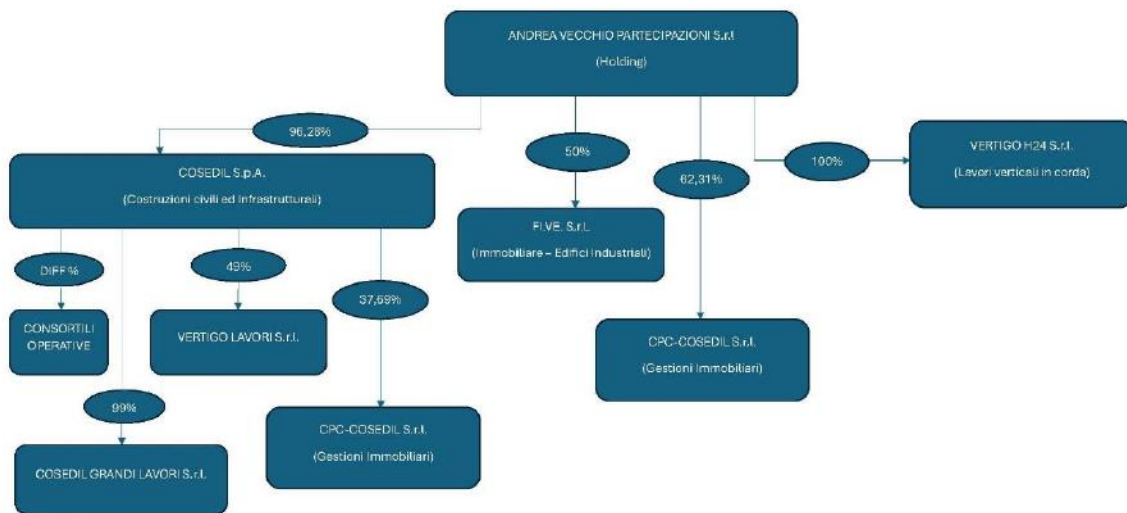 ANDREA VECCHIO PARTECIPAZIONI S.r.l
(Holding)
96,28%
50%
62,31%
100%
VERTIGO H24 S.r.l.
(Lavori verticali in corda)
COSEDIL S.p.A.
(Costruzioni civili ed Infrastrutturali)
FI.VE. S.r.l.
(Immobiliare – Edifici Industriali)
DIFF %
49%
37,69%
CONSORTILI
OPERATIVE
VERTIGO LAVORI S.r.l.
CPC-COSEDIL S.r.l.
(Gestioni Immobiliari)
99%
CPC-COSEDIL S.r.l.
(Gestioni Immobiliari)
COSEDIL GRANDI LAVORI S.r.l.